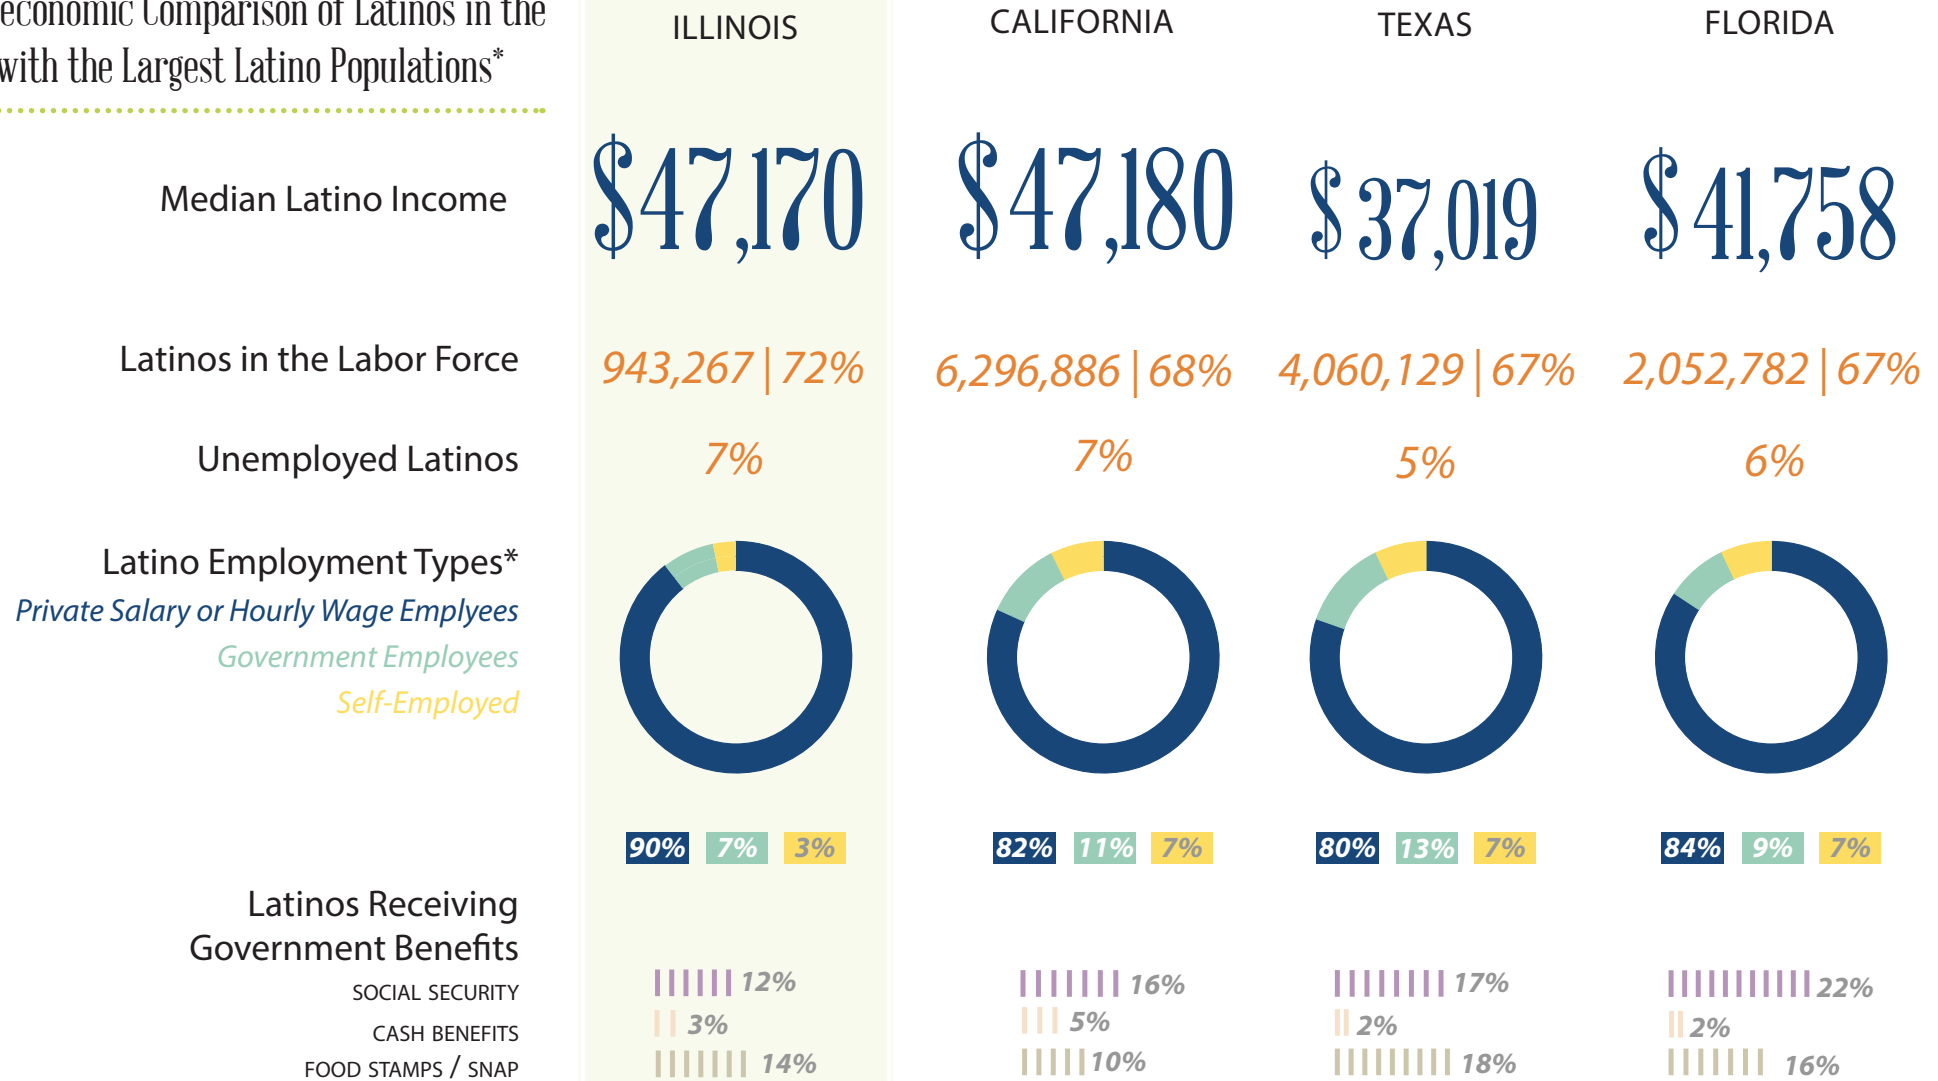 economic Comparison of Latinos in the
with the Largest Latino Populations*
ILLINOIS CALIFORNIA TEXAS FLORIDA
Median Latino Income $47,170 $47,180 $37,019 $41,758
Latinos in the Labor Force 943,267 | 72% 6,296,886 | 68% 4,060,129 | 67% 2,052,782 | 67%
Unemployed Latinos 7% 7% 5% 6%
Latino Employment Types*
Private Salary or Hourly Wage Emplyees
Government Employees
Self-Employed
90% 7% 3% 82% 11% 7% 80% 13% 7% 84% 9% 7%
Latinos Receiving
Government Benefits
SOCIAL SECURITY 12% 16% 17% 22%
CASH BENEFITS 3% 5% 2% 2%
FOOD STAMPS / SNAP 14% 10% 18% 16%